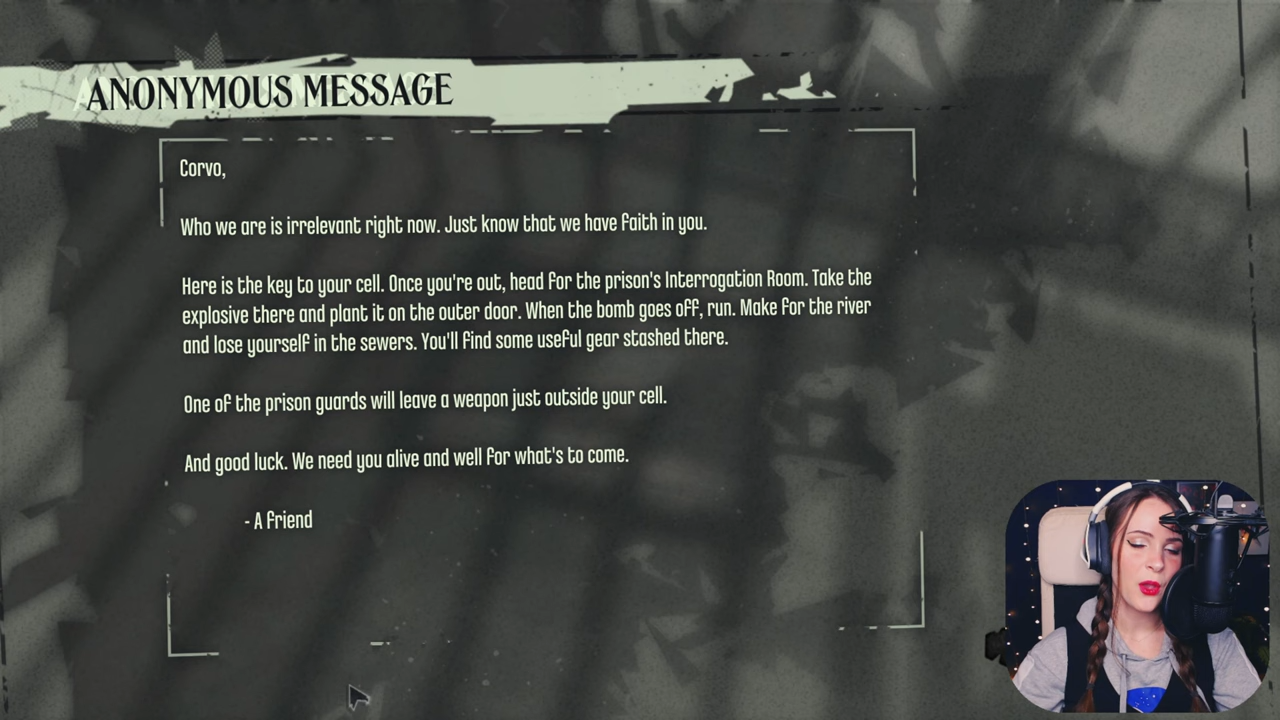 ANONYMOUS MESSAGE
Corvo,
Who we are is irrelevant right now. Just know that we have faith in you.
Here is the key to your cell. Once you're out, head for the prison's Interrogation Room. Take the
explosive there and plant it on the outer door. When the bomb goes off, run. Make for the river
and lose yourself in the sewers. You'll find some useful gear stashed there.
One of the prison guards will leave a weapon just outside your cell.
And good luck. We need you alive and well for what's to come.
- A friend